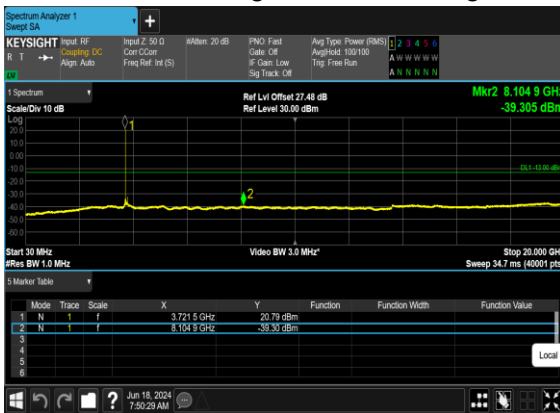 Spectrum Analyzer 1
Swept SA
+
KEYSIGHT
R T
LV
Input: RF
Coupling: DC
Align: Auto
Input Z: 50 Ω
Corr CCorr
Freq Ref: Int (S)
#Atten: 20 dB
PNO: Fast
Gate: Off
IF Gain: Low
Sig Track: Off
Avg Type: Power (RMS)
Avg|Hold: 100/100
Trig: Free Run
1 2 3 4 5 6
A W W W W W
A N N N N N
1 Spectrum
Scale/Div 10 dB
Ref Lvl Offset 27.48 dB
Ref Level 30.00 dBm
Mkr2 8.104 9 GHz
-39.305 dBm
Log
20.0
10.0
0.00
-10.0
-20.0
-30.0
-40.0
-50.0
-60.0
1
2
DL1 -13.00 dBm
Start 30 MHz
#Res BW 1.0 MHz
Video BW 3.0 MHz*
Stop 20.000 GH
Sweep 34.7 ms (40001 pts
5 Marker Table
Mode Trace Scale X Y Function Function Width Function Value
1 N 1 f 3.721 5 GHz 20.79 dBm
2 N 1 f 8.104 9 GHz -39.30 dBm
3
4
5
6
Local
?
Jun 18, 2024
7:50:29 AM